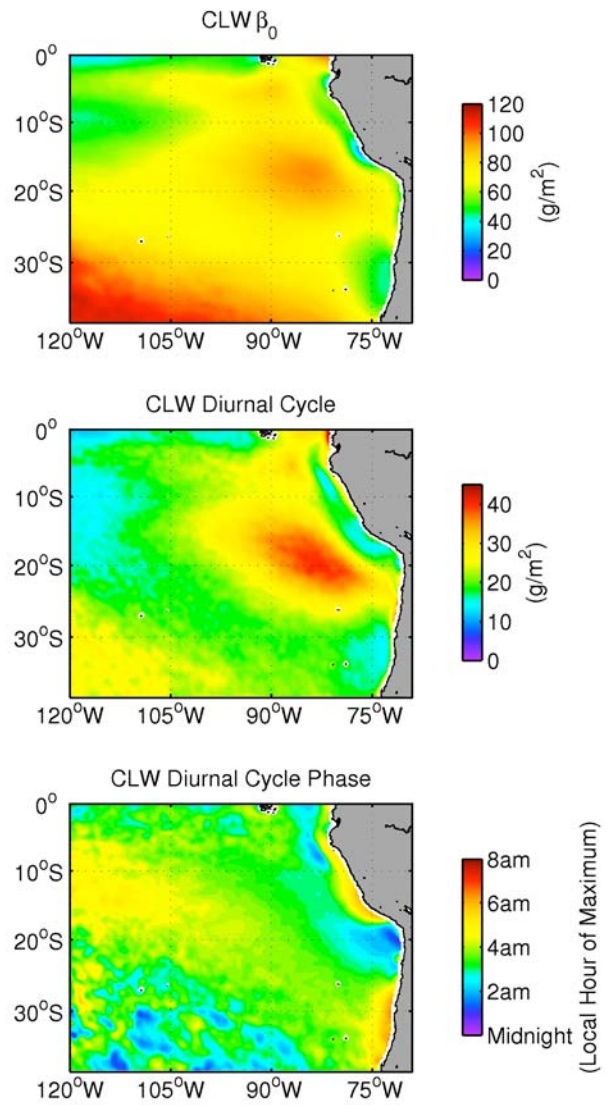 CLW β₀
0°
10°S
20°S
30°S
120°W 105°W 90°W 75°W
120
100
80
60
40
20
0
(g/m²)
CLW Diurnal Cycle
0°
10°S
20°S
30°S
120°W 105°W 90°W 75°W
40
30
20
10
0
(g/m²)
CLW Diurnal Cycle Phase
0°
10°S
20°S
30°S
120°W 105°W 90°W 75°W
8am
6am
4am
2am
Midnight
(Local Hour of Maximum)